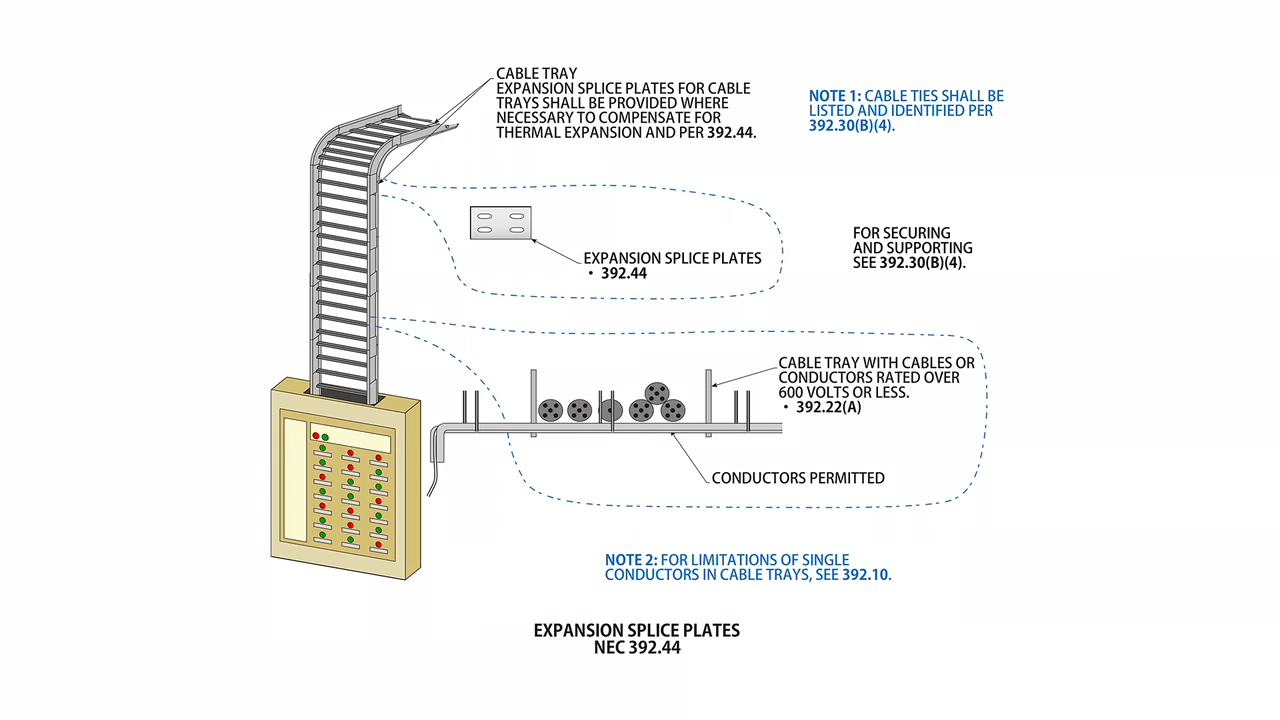 CABLE TRAY
EXPANSION SPLICE PLATES FOR CABLE
TRAYS SHALL BE PROVIDED WHERE
NECESSARY TO COMPENSATE FOR
THERMAL EXPANSION AND PER 392.44.
NOTE 1: CABLE TIES SHALL BE
LISTED AND IDENTIFIED PER
392.30(B)(4).
EXPANSION SPLICE PLATES
• 392.44
FOR SECURING
AND SUPPORTING
SEE 392.30(B)(4).
CABLE TRAY WITH CABLES OR
CONDUCTORS RATED OVER
600 VOLTS OR LESS.
• 392.22(A)
CONDUCTORS PERMITTED
NOTE 2: FOR LIMITATIONS OF SINGLE
CONDUCTORS IN CABLE TRAYS, SEE 392.10.
EXPANSION SPLICE PLATES
NEC 392.44